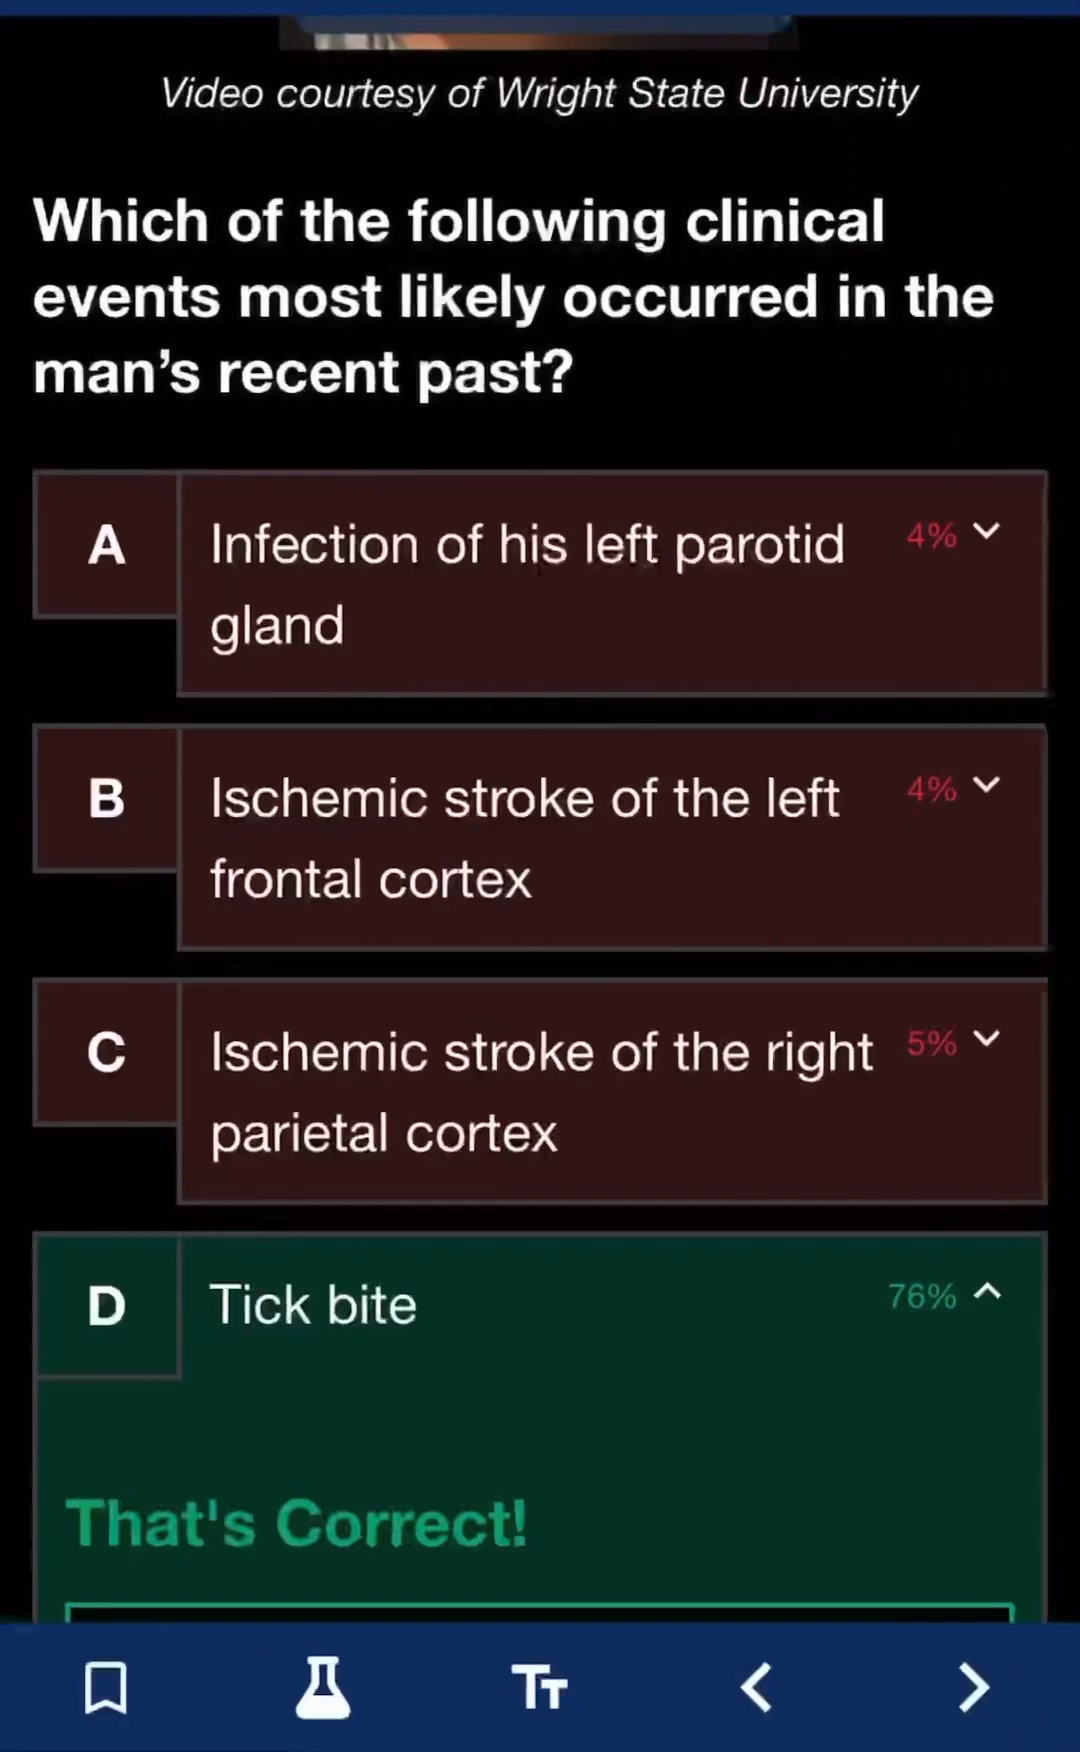 Video courtesy of Wright State University
Which of the following clinical
events most likely occurred in the
man’s recent past?
A
Infection of his left parotid
gland
4%
B
Ischemic stroke of the left
frontal cortex
4%
C
Ischemic stroke of the right
parietal cortex
5%
D
Tick bite
76%
That's Correct!
TT